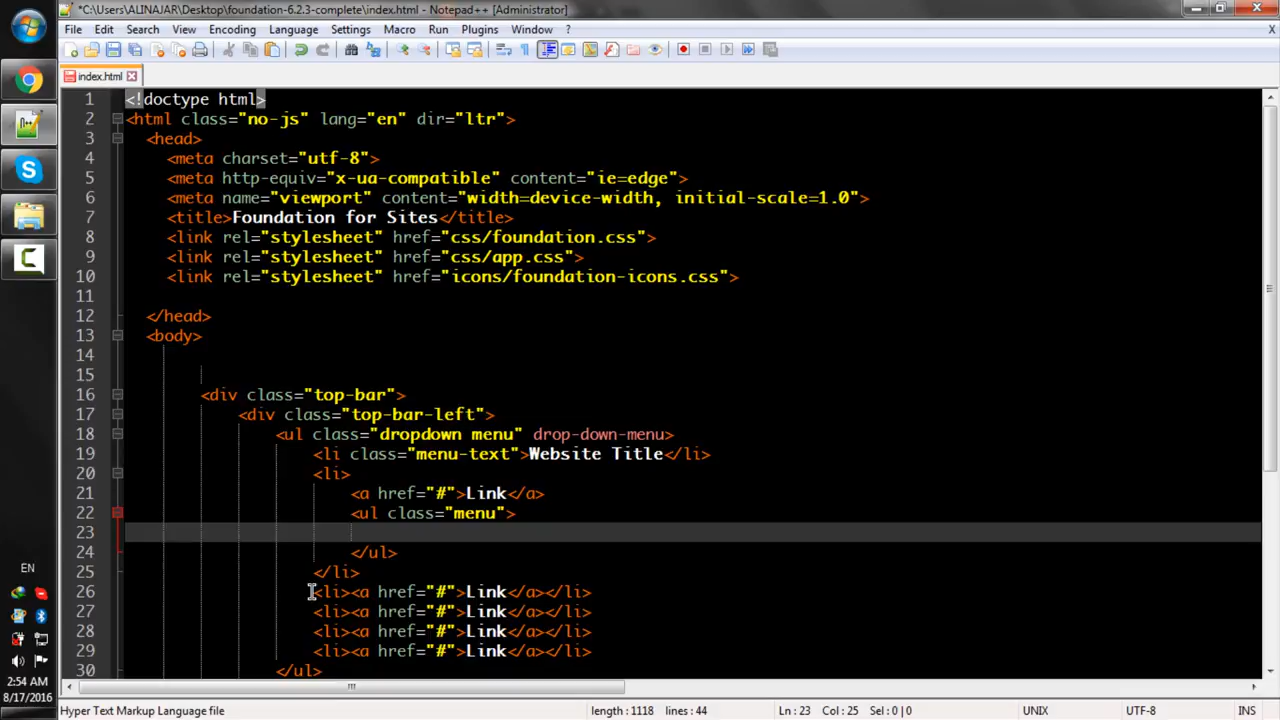 *C:\Users\ALINAJAR\Desktop\foundation-6.2.3-complete\index.html - Notepad++ [Administrator]
File Edit Search View Encoding Language Settings Macro Run Plugins Window ? X
index.html
1 <!doctype html>
2 <html class="no-js" lang="en" dir="ltr">
3 <head>
4 <meta charset="utf-8">
5 <meta http-equiv="x-ua-compatible" content="ie=edge">
6 <meta name="viewport" content="width=device-width, initial-scale=1.0">
7 <title>Foundation for Sites</title>
8 <link rel="stylesheet" href="css/foundation.css">
9 <link rel="stylesheet" href="css/app.css">
10 <link rel="stylesheet" href="icons/foundation-icons.css">
11
12 </head>
13 <body>
14
15
16 <div class="top-bar">
17 <div class="top-bar-left">
18 <ul class="dropdown menu" drop-down-menu>
19 <li class="menu-text">Website Title</li>
20 <li>
21 <a href="#">Link</a>
22 <ul class="menu">
23
24 </ul>
25 </li>
26 <li><a href="#">Link</a></li>
27 <li><a href="#">Link</a></li>
28 <li><a href="#">Link</a></li>
29 <li><a href="#">Link</a></li>
30 </ul>
EN
2:54 AM
8/17/2016
Hyper Text Markup Language file length : 1118 lines : 44 Ln : 23 Col : 25 Sel : 0 | 0 UNIX UTF-8 INS